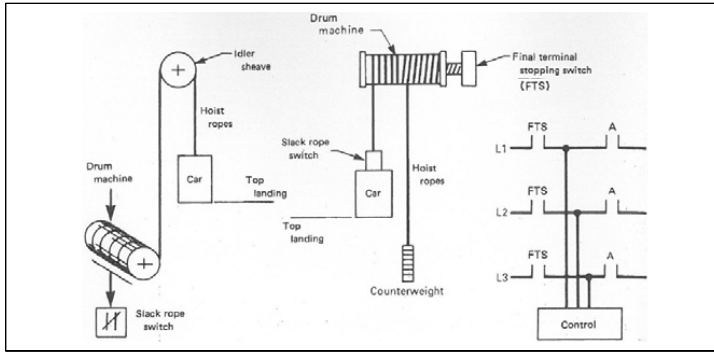 Idler
sheave
Hoist
ropes
Car
Top
landing
Drum
machine
Slack rope
switch
Drum
machine
Final terminal
stopping switch
(FTS)
Slack rope
switch
Car
Hoist
ropes
Top
landing
Counterweight
FTS
A
L1
FTS
A
L2
FTS
A
L3
Control